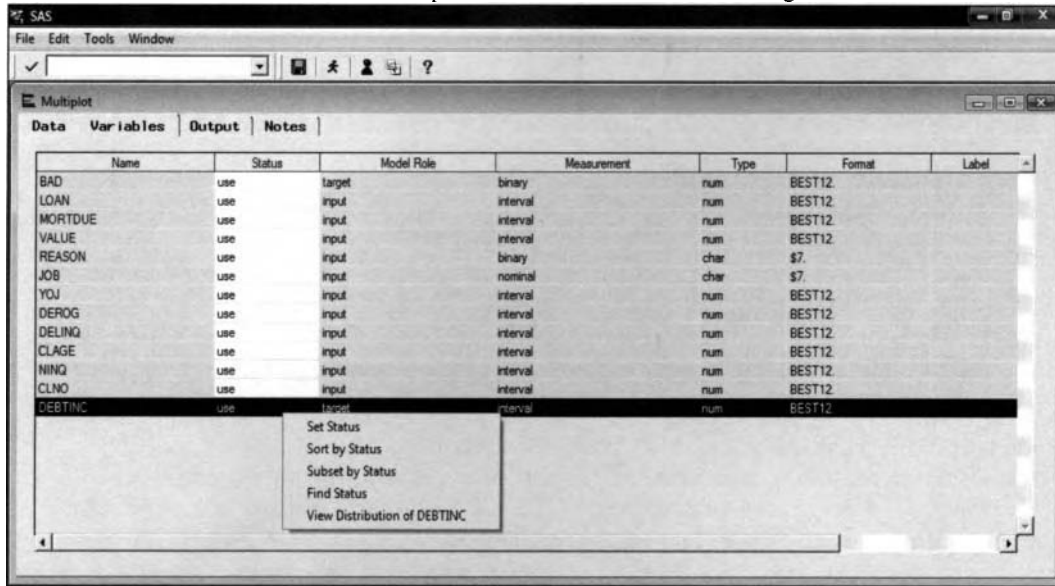 SAS
File Edit Tools Window
?
Multiplot
Data Variables Output Notes
Name Status Model Role Measurement Type Format Label
BAD use target binary num BEST12.
LOAN use input interval num BEST12.
MORTDUE use input interval num BEST12.
VALUE use input interval num BEST12.
REASON use input binary char $7.
JOB use input nominal char $7.
YOJ use input interval num BEST12.
DEROG use input interval num BEST12.
DELINQ use input interval num BEST12.
CLAGE use input interval num BEST12.
NINQ use input interval num BEST12.
CLNO use input interval num BEST12.
DEBTINC use target interval num BEST12.
Set Status
Sort by Status
Subset by Status
Find Status
View Distribution of DEBTINC